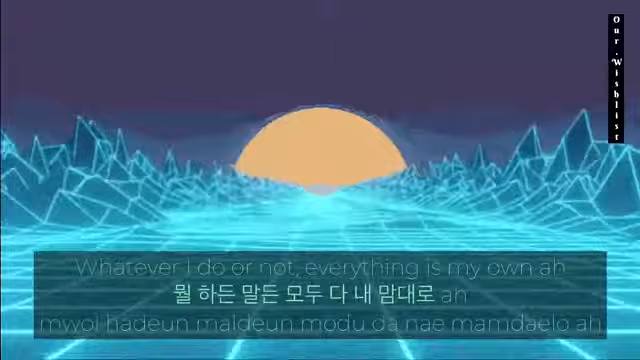 Our.Wishlist
Whatever I do or not, everything is my own ah
뭘 하든 말든 모두 다 내 맘대로 ah
mwol hadeun maldeun modu da nae mamdaelo ah